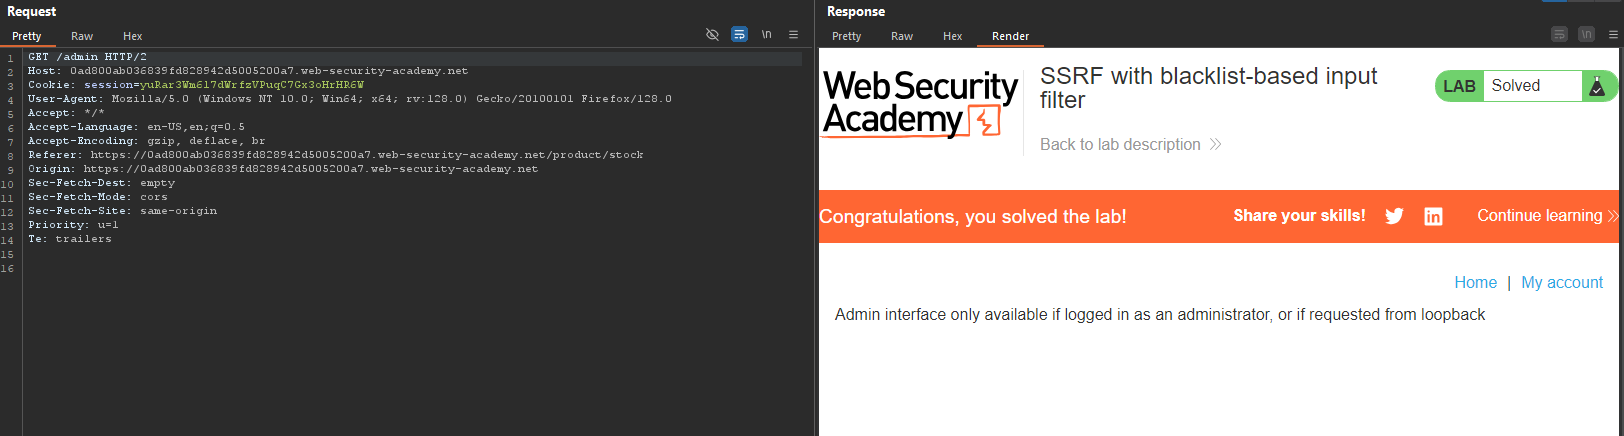 Request
Pretty Raw Hex
\n
1 GET /admin HTTP/2
2 Host: 0ad800ab036839fd828942d5005200a7.web-security-academy.net
3 Cookie: session=yuRar3Wm6l7dWrfzVPuqC7Gx3oHrHR6W
4 User-Agent: Mozilla/5.0 (Windows NT 10.0; Win64; x64; rv:128.0) Gecko/20100101 Firefox/128.0
5 Accept: */*
6 Accept-Language: en-US,en;q=0.5
7 Accept-Encoding: gzip, deflate, br
8 Referer: https://0ad800ab036839fd828942d5005200a7.web-security-academy.net/product/stock
9 Origin: https://0ad800ab036839fd828942d5005200a7.web-security-academy.net
10 Sec-Fetch-Dest: empty
11 Sec-Fetch-Mode: cors
12 Sec-Fetch-Site: same-origin
13 Priority: u=1
14 Te: trailers
15
16
Response
Pretty Raw Hex Render
\n
Web Security
Academy
SSRF with blacklist-based input
filter
Back to lab description
LAB Solved
Congratulations, you solved the lab!
Share your skills!
Continue learning
Home | My account
Admin interface only available if logged in as an administrator, or if requested from loopback